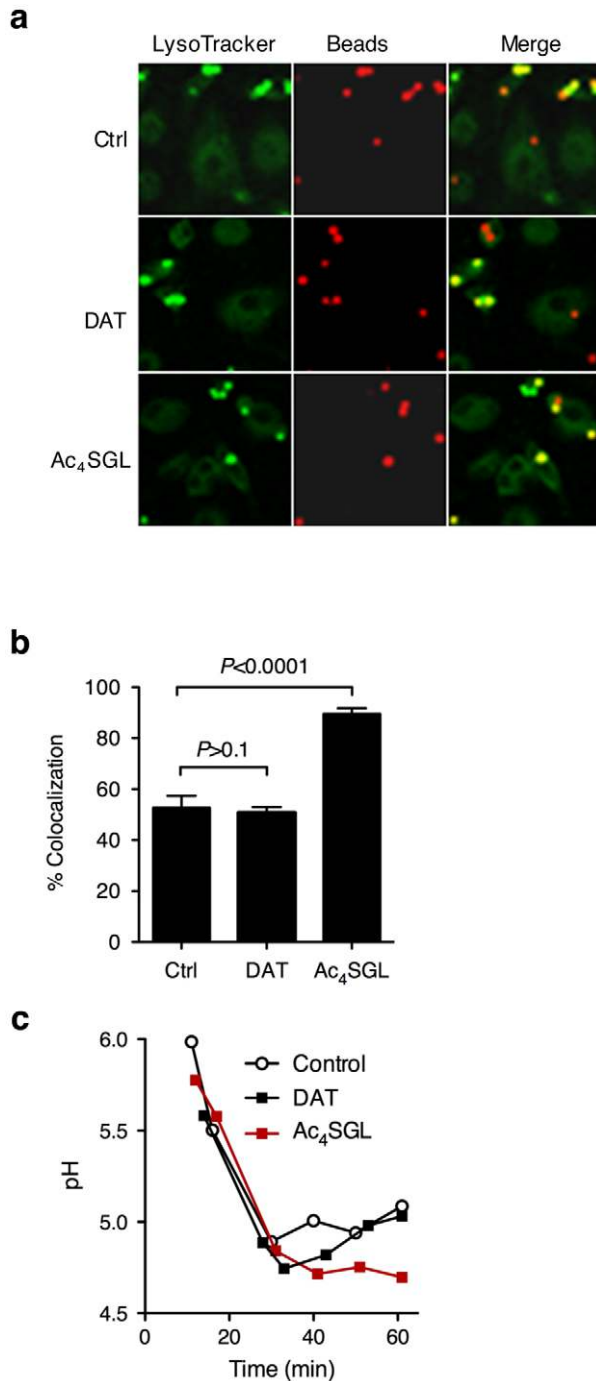 a
LysoTracker Beads Merge
Ctrl
DAT
Ac₄SGL
b
P<0.0001
P>0.1
% Colocalization
100
80
60
40
20
0
Ctrl DAT Ac₄SGL
c
pH
6.0
5.5
5.0
4.5
Control
DAT
Ac₄SGL
0 20 40 60
Time (min)